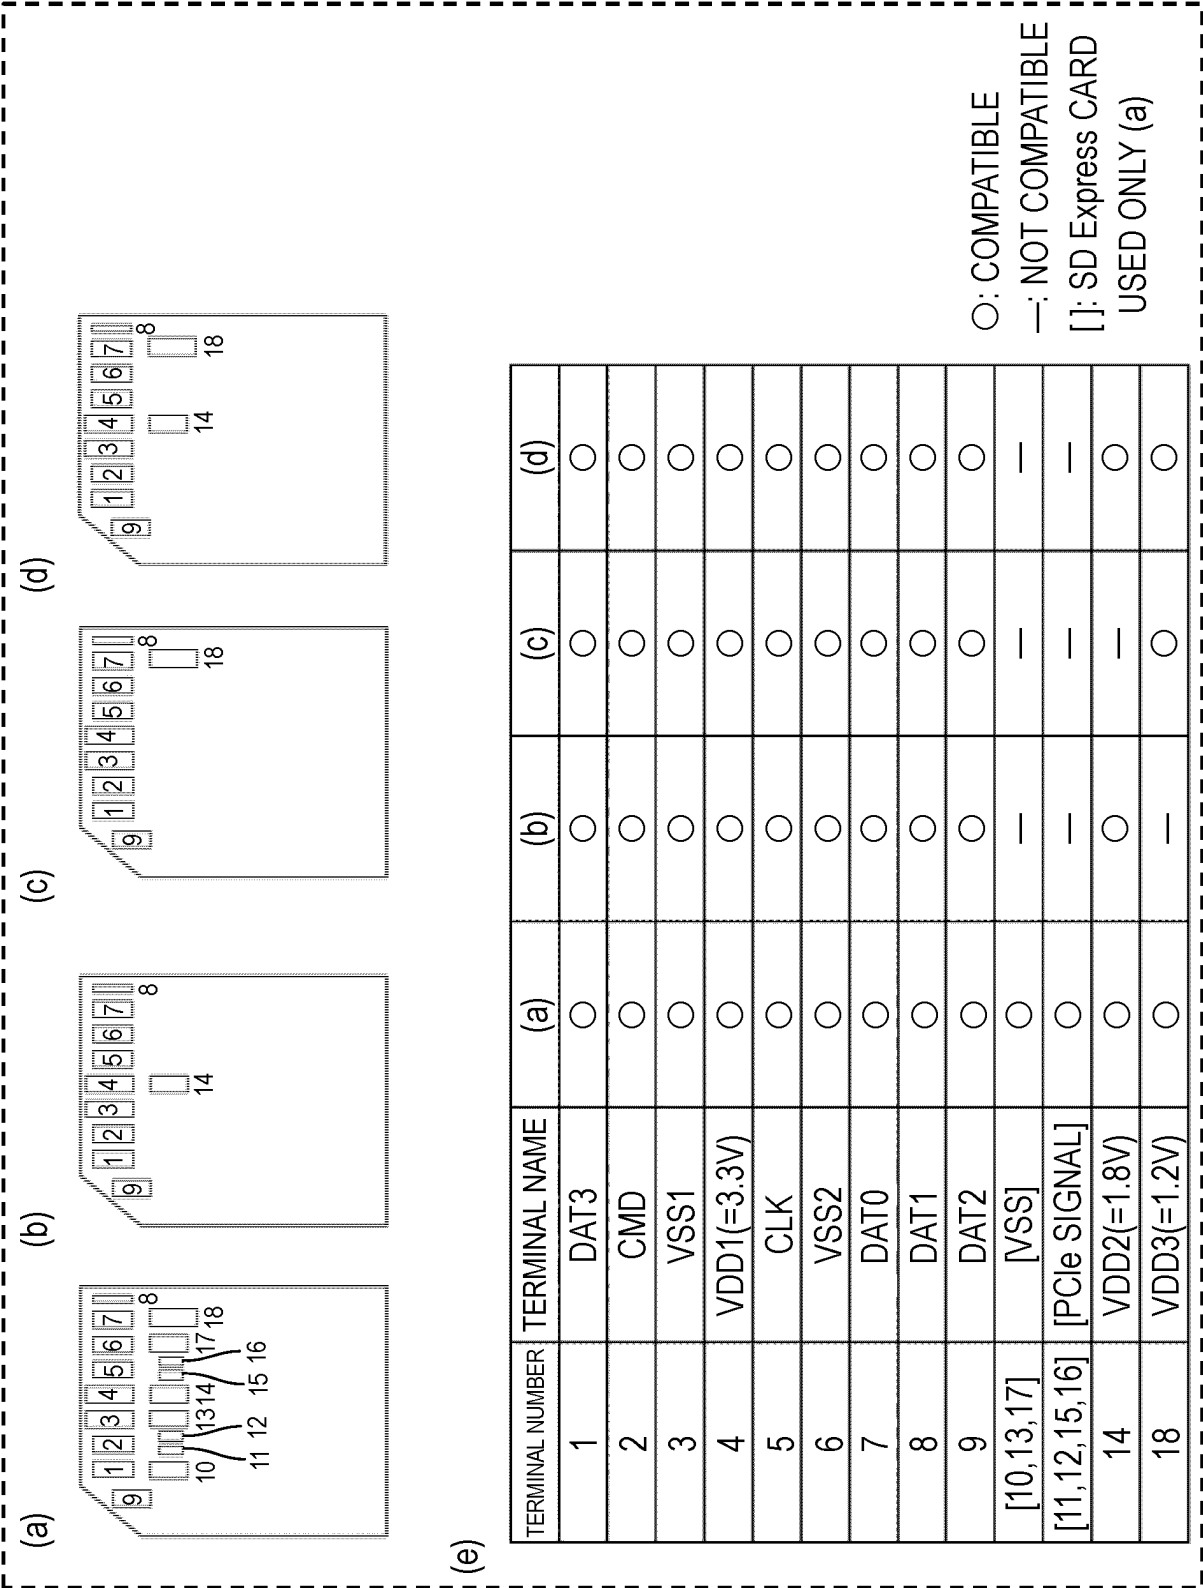 (a)
9 1 2 3 4 5 6 7 8
10 11 12 13 14 15 16 17 18
(b)
9 1 2 3 4 5 6 7 8
14
(c)
9 1 2 3 4 5 6 7 8
18
(d)
9 1 2 3 4 5 6 7 8
14 18
(e)
TERMINAL NUMBER TERMINAL NAME (a) (b) (c) (d)
1 DAT3 ○ ○ ○ ○
2 CMD ○ ○ ○ ○
3 VSS1 ○ ○ ○ ○
4 VDD1(=3.3V) ○ ○ ○ ○
5 CLK ○ ○ ○ ○
6 VSS2 ○ ○ ○ ○
7 DAT0 ○ ○ ○ ○
8 DAT1 ○ ○ ○ ○
9 DAT2 ○ ○ ○ ○
[10,13,17] [VSS] ○ — — —
[11,12,15,16] [PCIe SIGNAL] ○ — — —
14 VDD2(=1.8V) ○ ○ — ○
18 VDD3(=1.2V) ○ — ○ ○
○: COMPATIBLE
—: NOT COMPATIBLE
[ ]: SD Express CARD
USED ONLY (a)